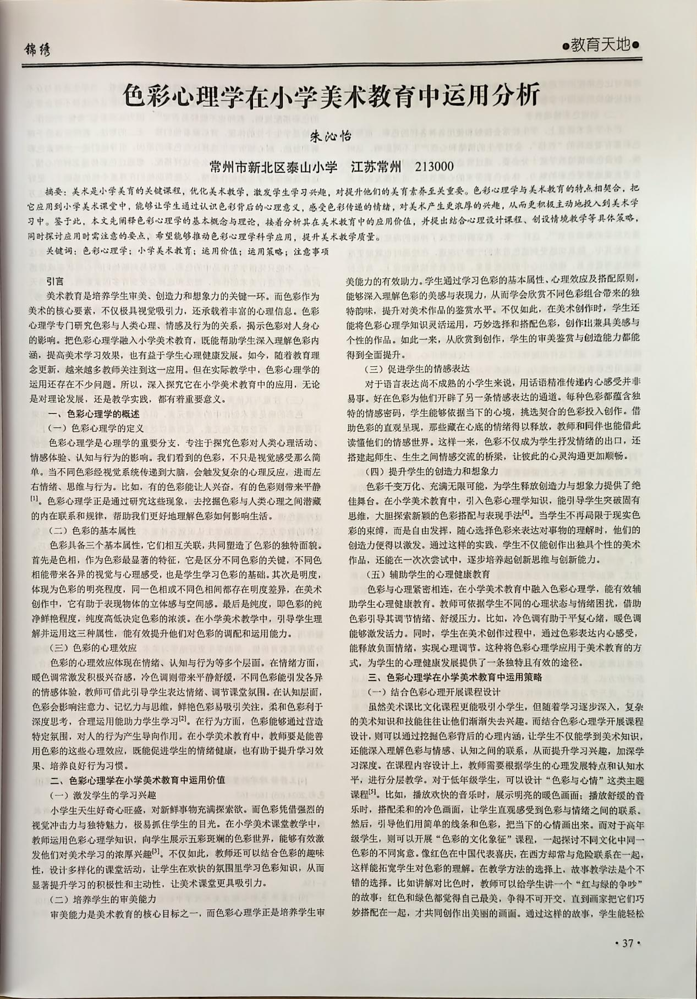 锦绣
●教育天地●
色彩心理学在小学美术教育中运用分析
朱沁怡
常州市新北区泰山小学 江苏常州 213000
摘要：美术是小学美育的关键课程，优化美术教学，激发学生学习兴趣，对提升他们的美育素养至关重要。色彩心理学与美术教育的特点相契合，把
它应用到小学美术课堂中，能够让学生通过认识色彩背后的心理意义，感受色彩传递的情绪，对美术产生更浓厚的兴趣，从而更积极主动地投入到美术学
习中。鉴于此，本文先阐释色彩心理学的基本概念与理论，接着分析其在美术教育中的应用价值，并提出结合心理设计课程、创设情境教学等具体策略，
同时探讨应用时需注意的要点，希望能够推动色彩心理学科学应用，提升美术教学质量。
关键词：色彩心理学；小学美术教育；运用价值；运用策略；注意事项
引言
美术教育是培养学生审美、创造力和想象力的关键一环。而色彩作为
美术的核心要素，不仅极具视觉吸引力，还承载着丰富的心理信息。色彩
心理学专门研究色彩与人类心理、情感及行为的关系，揭示色彩对人身心
的影响。把色彩心理学融入小学美术教育，既能帮助学生深入理解色彩内
涵，提高美术学习效果，也有益于学生心理健康发展。如今，随着教育理
念更新，越来越多教师关注到这一应用。但在实际教学中，色彩心理学的
运用还存在不少问题。所以，深入探究它在小学美术教育中的应用，无论
是对理论发展，还是教学实践，都有着重要意义。
一、色彩心理学的概述
（一）色彩心理学的定义
色彩心理学是心理学的重要分支，专注于探究色彩对人类心理活动、
情感体验、认知与行为的影响。我们看到的色彩，不只是视觉感受那么简
单。当不同色彩经视觉系统传递到大脑，会触发复杂的心理反应，进而左
右情绪、思维与行为。比如，有的色彩能让人兴奋，有的色彩则带来平静
[1]。色彩心理学正是通过研究这些现象，去挖掘色彩与人类心理之间潜藏
的内在联系和规律，帮助我们更好地理解色彩如何影响生活。
（二）色彩的基本属性
色彩具备三个基本属性，它们相互关联，共同塑造了色彩的独特面貌。
首先是色相，作为色彩最显著的特征，它是区分不同色彩的关键，不同色
相能带来各异的视觉与心理感受，也是学生学习色彩的基础。其次是明度，
体现为色彩的明亮程度，同一色相或不同色相间都存在明度差异，在美术
创作中，它有助于表现物体的立体感与空间感。最后是纯度，即色彩的纯
净鲜艳程度，纯度高低决定色彩的浓淡。在小学美术教学中，引导学生理
解并运用这三种属性，能有效提升他们对色彩的调配和运用能力。
（三）色彩的心理效应
色彩的心理效应体现在情绪、认知与行为等多个层面。在情绪方面，
暖色调常激发积极兴奋感，冷色调则带来平静舒缓，不同色彩能引发各异
的情感体验，教师可借此引导学生表达情绪、调节课堂氛围。在认知层面，
色彩会影响注意力、记忆力与思维，鲜艳色彩易吸引关注，柔和色彩利于
深度思考，合理运用能助力学生学习[2]。在行为方面，色彩能够通过营造
特定氛围，对人的行为产生导向作用。在小学美术教育中，教师要是能善
用色彩的这些心理效应，既能促进学生的情绪健康，也有助于提升学习效
果、培养良好行为习惯。
二、色彩心理学在小学美术教育中运用价值
（一）激发学生的学习兴趣
小学生天生好奇心旺盛，对新鲜事物充满探索欲。而色彩凭借强烈的
视觉冲击力与独特魅力，极易抓住学生的目光。在小学美术课堂教学中，
教师运用色彩心理学知识，向学生展示五彩斑斓的色彩世界，能够有效激
发他们对美术学习的浓厚兴趣[3]。不仅如此，教师还可以结合色彩的趣味
性，设计多样化的课堂活动，让学生在欢快的氛围里学习色彩知识，从而
显著提升学习的积极性和主动性，让美术课堂更具吸引力。
（二）培养学生的审美能力
审美能力是美术教育的核心目标之一，而色彩心理学正是培养学生审
美能力的有效助力。学生通过学习色彩的基本属性、心理效应及搭配原则，
能够深入理解色彩的美感与表现力，从而学会欣赏不同色彩组合带来的独
特韵味，提升对美术作品的鉴赏水平。不仅如此，在美术创作时，学生还
能将色彩心理学知识灵活运用，巧妙选择和搭配色彩，创作出兼具美感与
个性的作品。如此一来，从欣赏到创作，学生的审美鉴赏与创造能力都能
得到全面提升。
（三）促进学生的情感表达
对于语言表达尚不成熟的小学生来说，用话语精准传递内心感受并非
易事。好在色彩为他们开辟了另一条情感表达的通道。每种色彩都蕴含独
特的情感密码，学生能够依据当下的心境，挑选契合的色彩投入创作。借
助色彩的直观呈现，那些藏在心底的情绪得以释放，教师和同伴也能借此
读懂他们的情感世界。这样一来，色彩不仅成为学生抒发情绪的出口，还
搭建起师生、生生之间情感交流的桥梁，让彼此的心灵沟通更加顺畅。
（四）提升学生的创造力和想象力
色彩千变万化、充满无限可能，为学生释放创造力与想象力提供了绝
佳舞台。在小学美术教育中，引入色彩心理学知识，能引导学生突破固有
思维，大胆探索新颖的色彩搭配与表现手法[4]。当学生不再局限于现实色
彩的束缚，而是自由发挥，随心选择色彩来表达对事物的理解时，他们的
创造力便得以激发。通过这样的实践，学生不仅能创作出独具个性的美术
作品，还能在一次次尝试中，逐步培养起创新思维与创新能力。
（五）辅助学生的心理健康教育
色彩与心理紧密相连，在小学美术教育中融入色彩心理学，能有效辅
助学生心理健康教育。教师可依据学生不同的心理状态与情绪困扰，借助
色彩引导其调节情绪、舒缓压力。比如，冷色调有助于平复心绪，暖色调
能够激发活力。同时，学生在美术创作过程中，通过色彩表达内心感受，
能释放负面情绪，实现心理调节。这种将色彩心理学应用于美术教育的方
式，为学生的心理健康发展提供了一条独特且有效的途径。
三、色彩心理学在小学美术教育中运用策略
（一）结合色彩心理开展课程设计
虽然美术课比文化课程更能吸引小学生，但随着学习逐步深入，复杂
的美术知识和技能往往让他们渐渐失去兴趣。而结合色彩心理学开展课程
设计，则可以通过挖掘色彩背后的心理内涵，让学生不仅能学到美术知识，
还能深入理解色彩与情感、认知之间的联系，从而提升学习兴趣，加深学
习深度。在课程内容设计上，教师需要根据学生的心理发展特点和认知水
平，进行分层教学。对于低年级学生，可以设计“色彩与心情”这类主题
课程[5]。比如，播放欢快的音乐时，展示明亮的暖色画面；播放舒缓的音
乐时，搭配柔和的冷色画面，让学生直观感受到色彩与情绪之间的联系。
然后，引导他们用简单的线条和色彩，把当下的心情画出来。而对于高年
级学生，则可以开展“色彩的文化象征”课程，一起探讨不同文化中同一
色彩的不同寓意。像红色在中国代表喜庆，在西方却常与危险联系在一起，
这样能拓宽学生对色彩的理解。在教学方法的选择上，故事教学法是个不
错的选择。比如讲解对比色时，教师可以给学生讲一个“红与绿的争吵”
的故事：红色和绿色都觉得自己最美，争得不可开交，直到画家把它们巧
妙搭配在一起，才共同创作出美丽的画面。通过这样的故事，学生能轻松
·37·